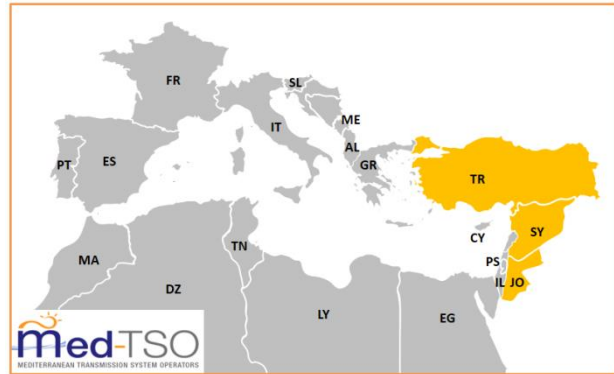 FR
SL
ME
IT
AL
GR
PT
ES
TR
CY
SY
TN
PS
MA
IL
JO
DZ
LY
EG
med-TSO
MEDITERRANEAN TRANSMISSION SYSTEM OPERATORS